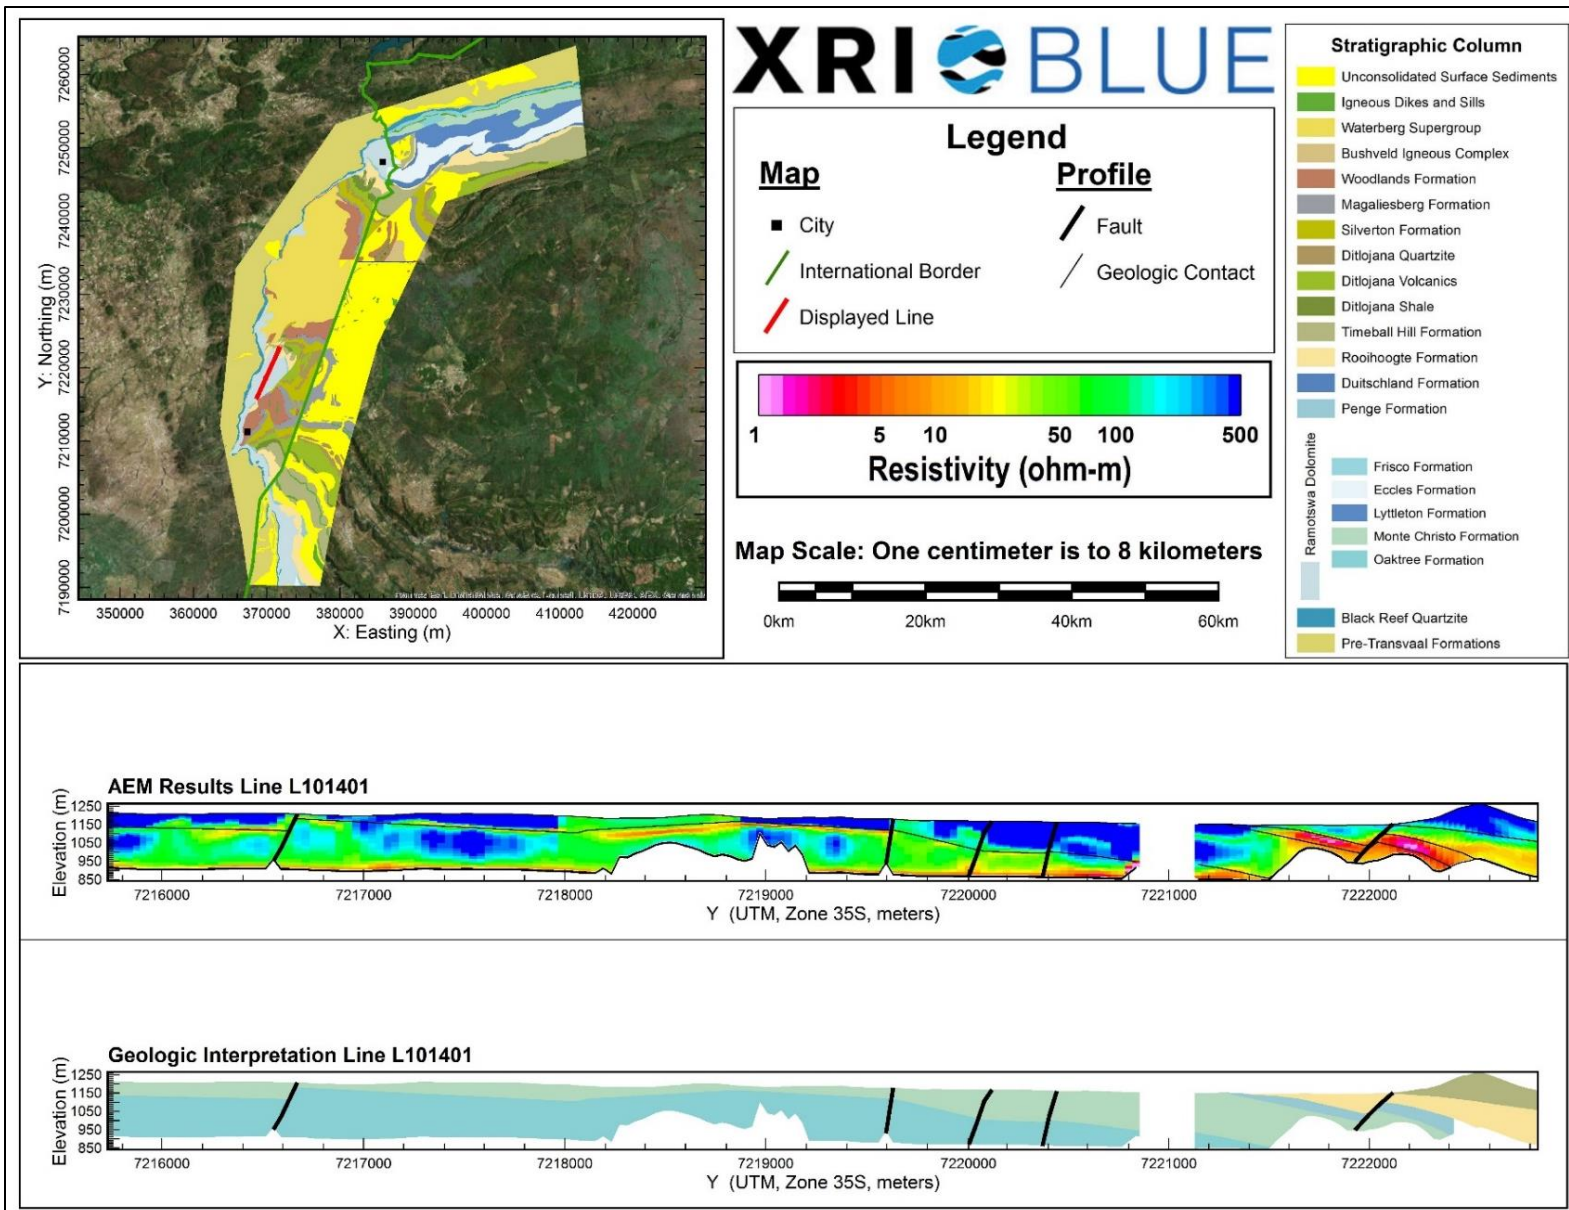 XRI BLUE
7260000
7250000
7240000
7230000
7220000
7210000
7200000
7190000
Y: Northing (m)
350000 360000 370000 380000 390000 400000 410000 420000
X: Easting (m)
Legend
Map
City
International Border
Displayed Line
Profile
Fault
Geologic Contact
1 5 10 50 100 500
Resistivity (ohm-m)
Map Scale: One centimeter is to 8 kilometers
0km 20km 40km 60km
Stratigraphic Column
Unconsolidated Surface Sediments
Igneous Dikes and Sills
Waterberg Supergroup
Bushveld Igneous Complex
Woodlands Formation
Magaliesberg Formation
Silverton Formation
Ditlojana Quartzite
Ditlojana Volcanics
Ditlojana Shale
Timeball Hill Formation
Rooihoogte Formation
Duitschland Formation
Penge Formation
Ramotswa Dolomite
Frisco Formation
Eccles Formation
Lyttleton Formation
Monte Christo Formation
Oaktree Formation
Black Reef Quartzite
Pre-Transvaal Formations
AEM Results Line L101401
Elevation (m)
1250
1150
1050
950
850
7216000 7217000 7218000 7219000 7220000 7221000 7222000
Y (UTM, Zone 35S, meters)
Geologic Interpretation Line L101401
Elevation (m)
1250
1150
1050
950
850
7216000 7217000 7218000 7219000 7220000 7221000 7222000
Y (UTM, Zone 35S, meters)